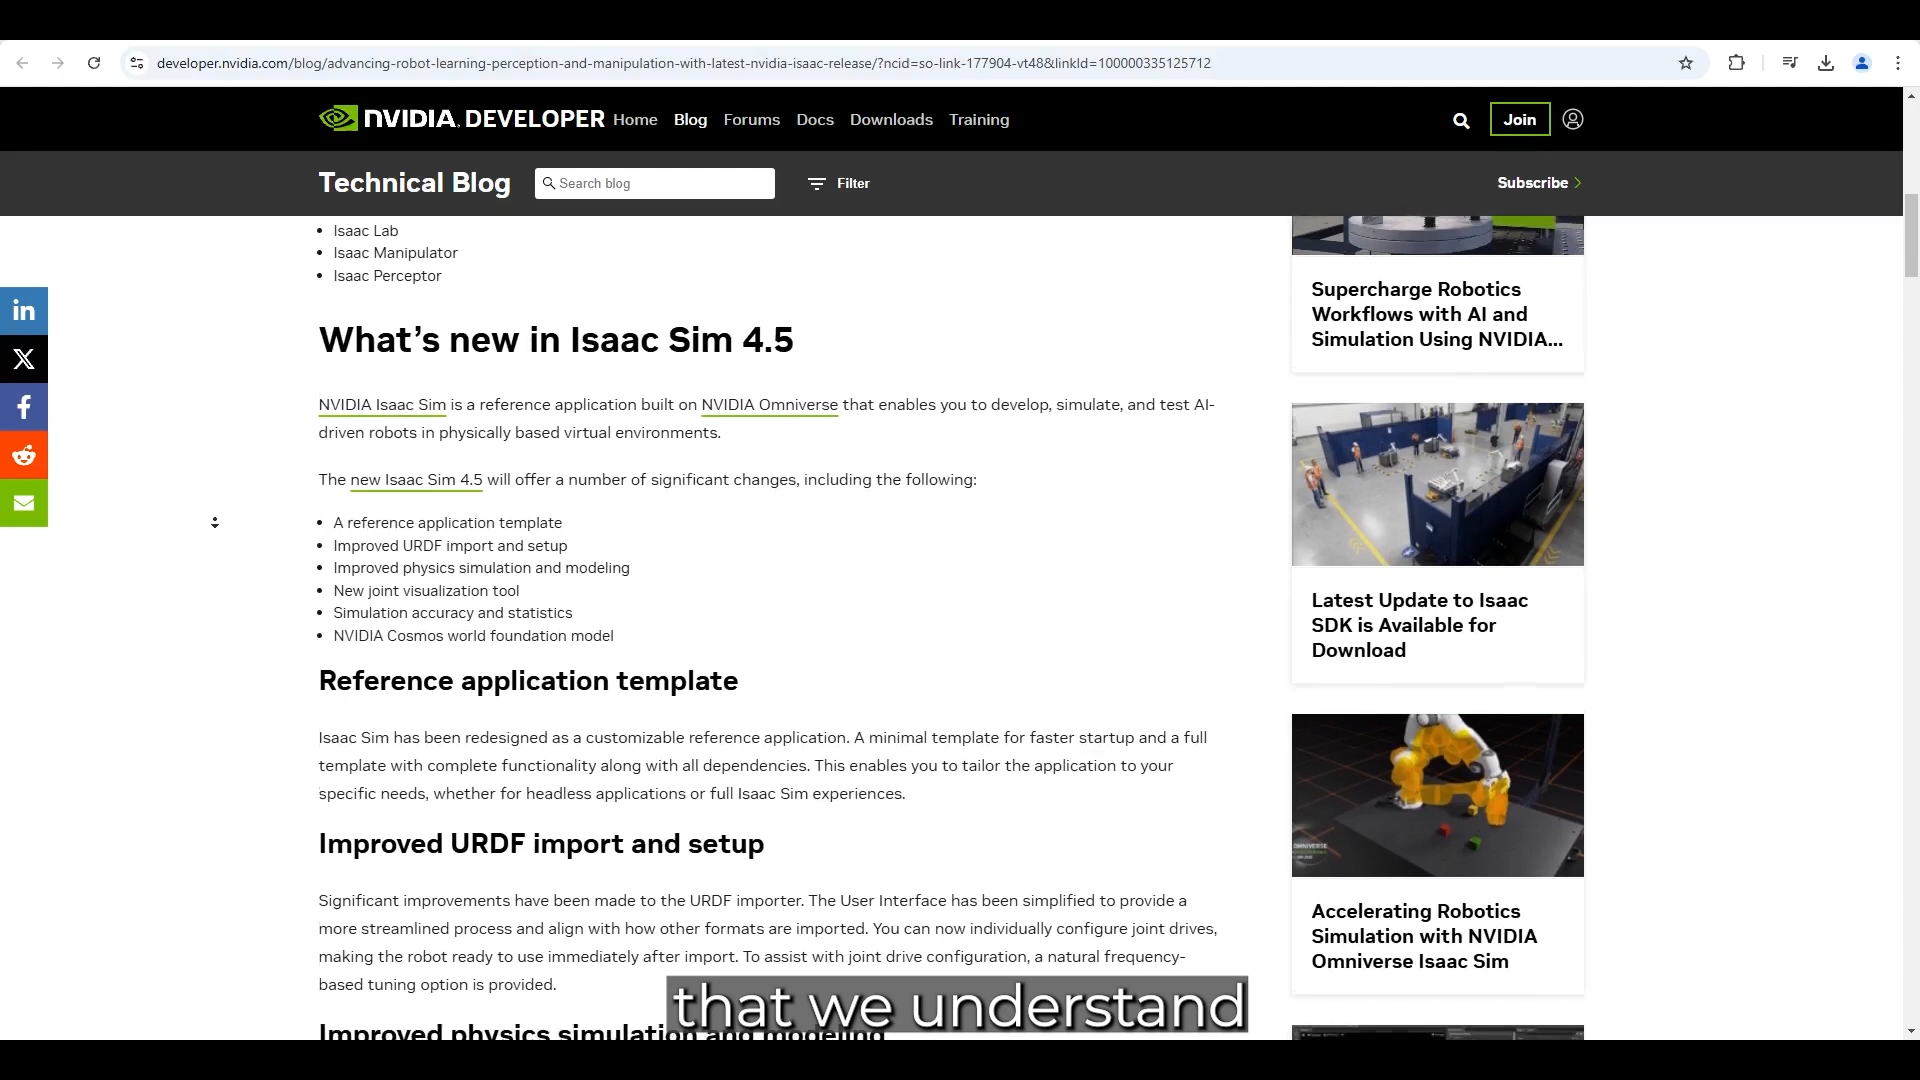 developer.nvidia.com/blog/advancing-robot-learning-perception-and-manipulation-with-latest-nvidia-isaac-release/?ncid=so-link-177904-vt48&linkId=100000335125712
NVIDIA. DEVELOPER Home Blog Forums Docs Downloads Training Join
Technical Blog Search blog Filter Subscribe
• Isaac Lab
• Isaac Manipulator
• Isaac Perceptor
What’s new in Isaac Sim 4.5
NVIDIA Isaac Sim is a reference application built on NVIDIA Omniverse that enables you to develop, simulate, and test AI-
driven robots in physically based virtual environments.
The new Isaac Sim 4.5 will offer a number of significant changes, including the following:
• A reference application template
• Improved URDF import and setup
• Improved physics simulation and modeling
• New joint visualization tool
• Simulation accuracy and statistics
• NVIDIA Cosmos world foundation model
Reference application template
Isaac Sim has been redesigned as a customizable reference application. A minimal template for faster startup and a full
template with complete functionality along with all dependencies. This enables you to tailor the application to your
specific needs, whether for headless applications or full Isaac Sim experiences.
Improved URDF import and setup
Significant improvements have been made to the URDF importer. The User Interface has been simplified to provide a
more streamlined process and align with how other formats are imported. You can now individually configure joint drives,
making the robot ready to use immediately after import. To assist with joint drive configuration, a natural frequency-
based tuning option is provided.
Improved physics simulation and modeling
that we understand
Supercharge Robotics
Workflows with AI and
Simulation Using NVIDIA...
Latest Update to Isaac
SDK is Available for
Download
OMNIVERSE
Accelerating Robotics
Simulation with NVIDIA
Omniverse Isaac Sim
in
X
f